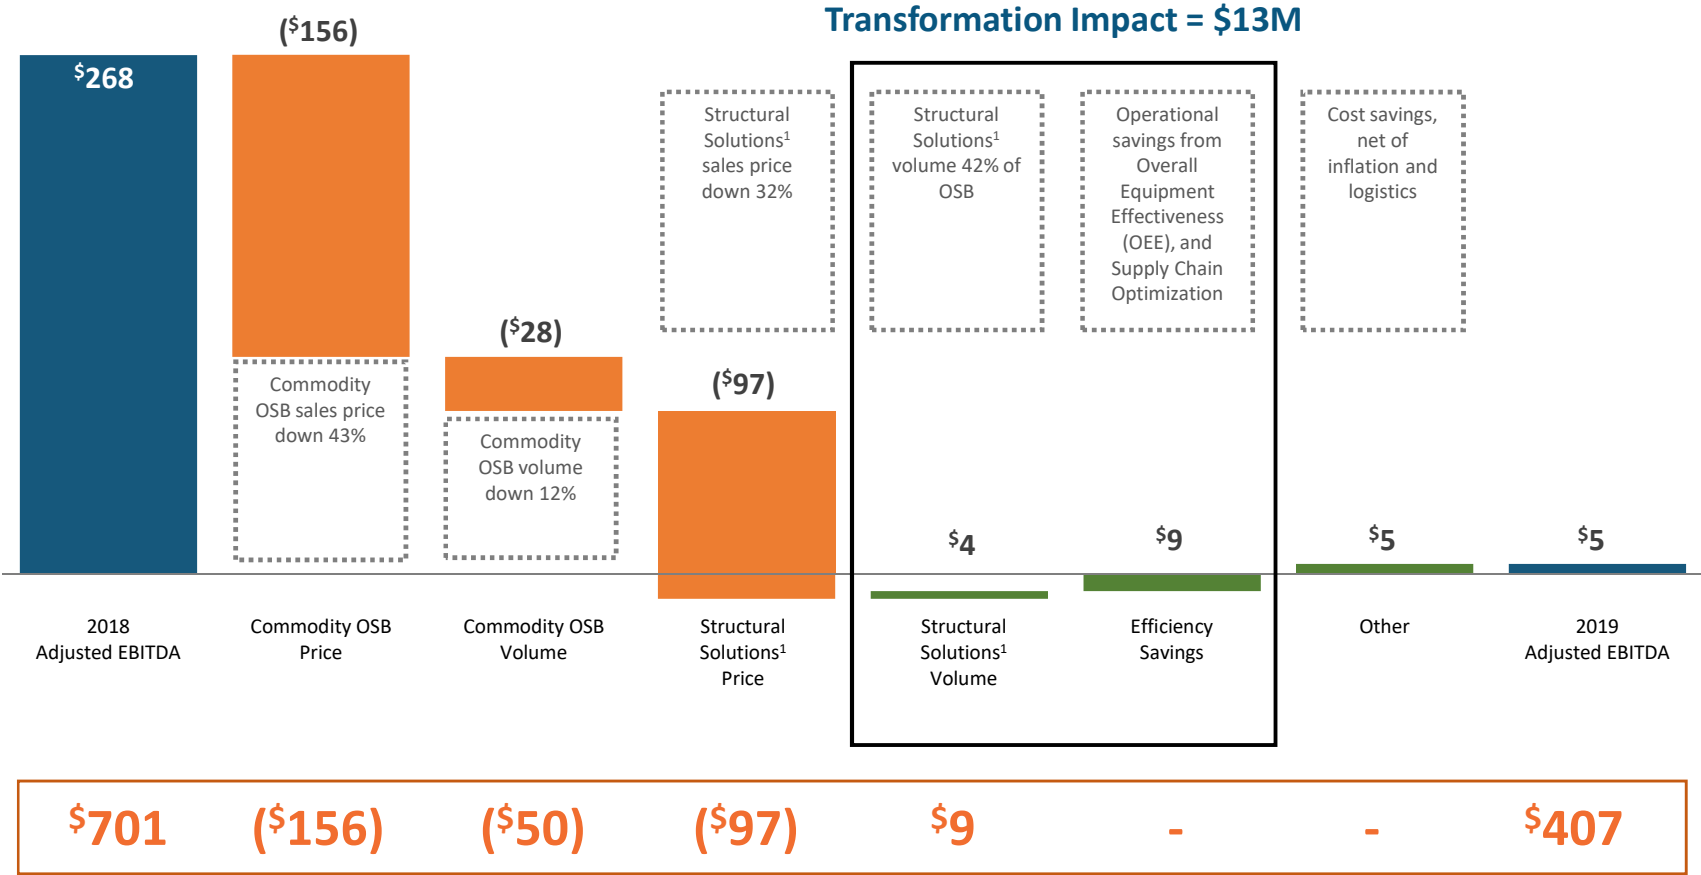 Transformation Impact = $13M
$268
($156)
Commodity
OSB sales price
down 43%
($28)
Commodity
OSB volume
down 12%
Structural
Solutions1
sales price
down 32%
($97)
Structural
Solutions1
volume 42% of
OSB
$4
Operational
savings from
Overall
Equipment
Effectiveness
(OEE), and
Supply Chain
Optimization
$9
Cost savings,
net of
inflation and
logistics
$5
$5
2018
Adjusted EBITDA
Commodity OSB
Price
Commodity OSB
Volume
Structural
Solutions1
Price
Structural
Solutions1
Volume
Efficiency
Savings
Other
2019
Adjusted EBITDA
$701 ($156) ($50) ($97) $9 - - $407